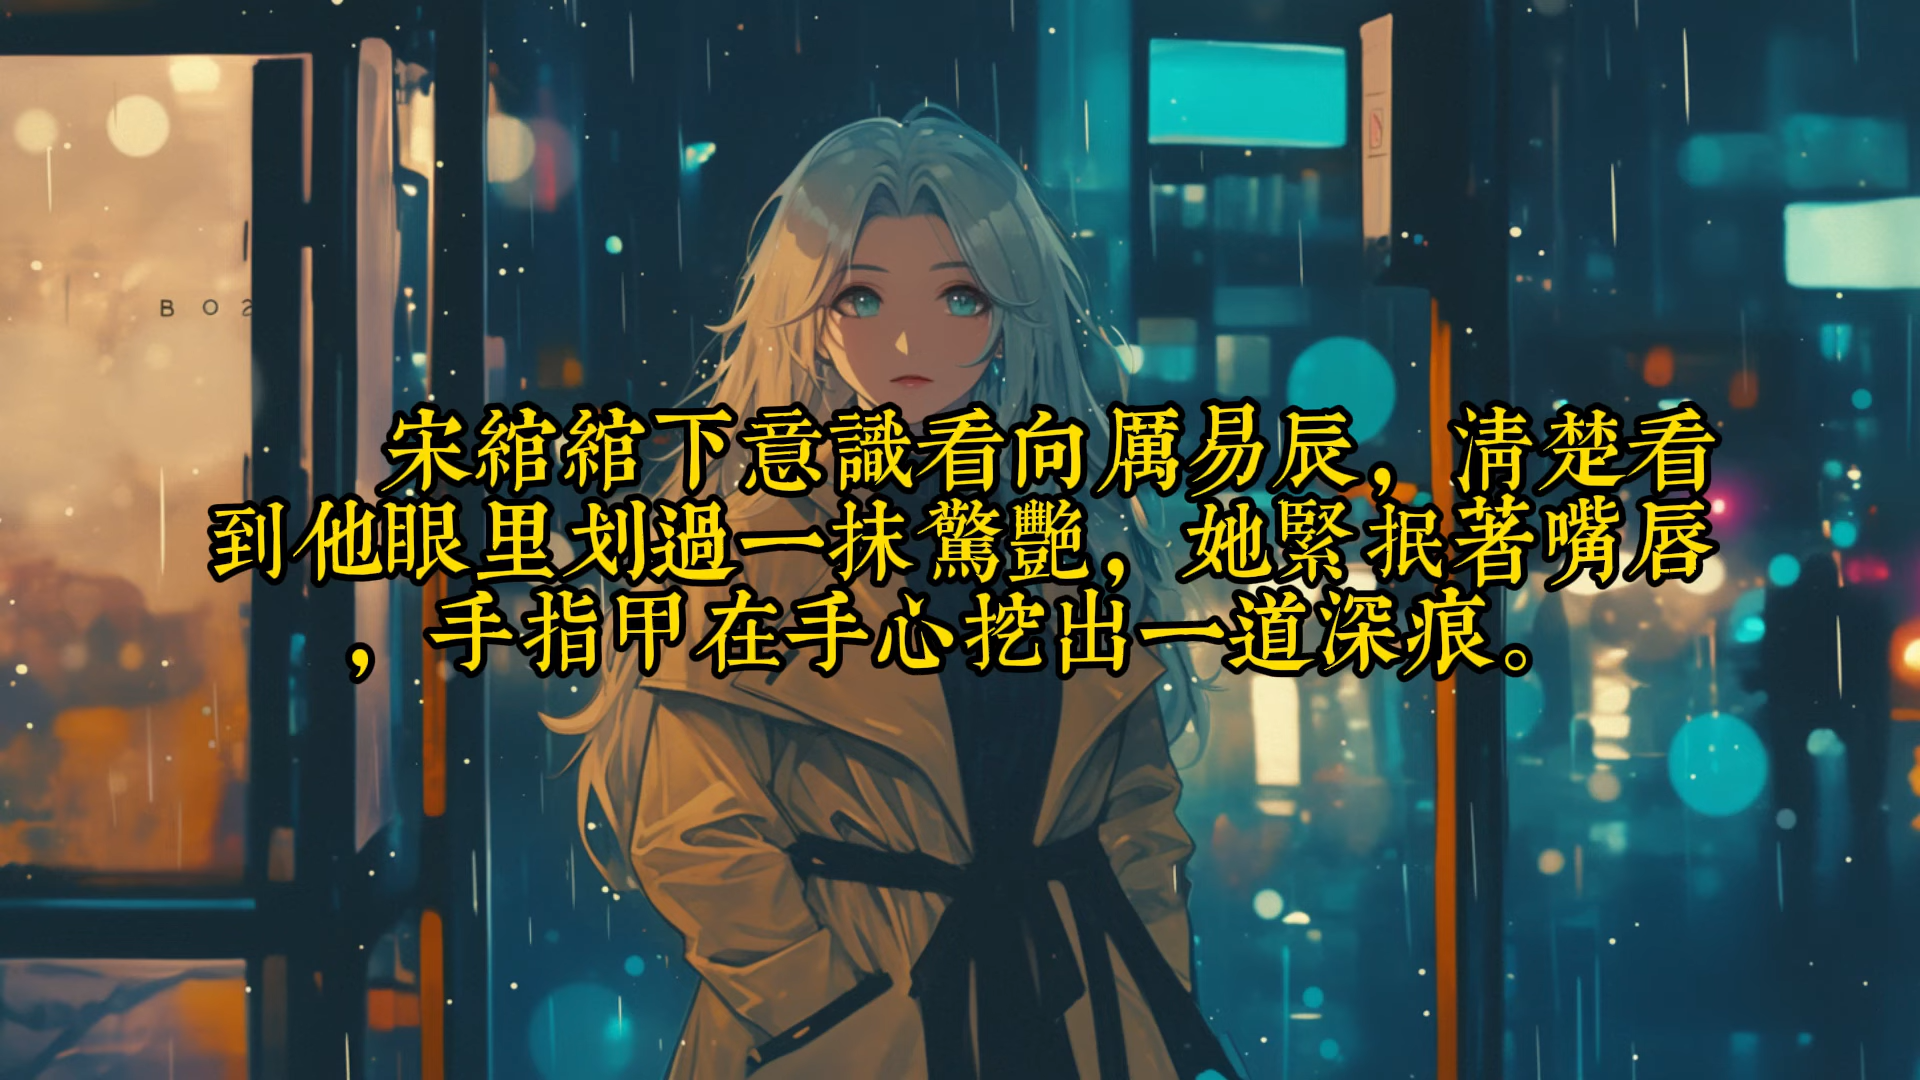 宋綰綰下意識看向厲易辰，淸楚看
到他眼里划過一抹驚艷，她緊抿著嘴唇
，手指甲在手心挖出一道深痕。
BO2